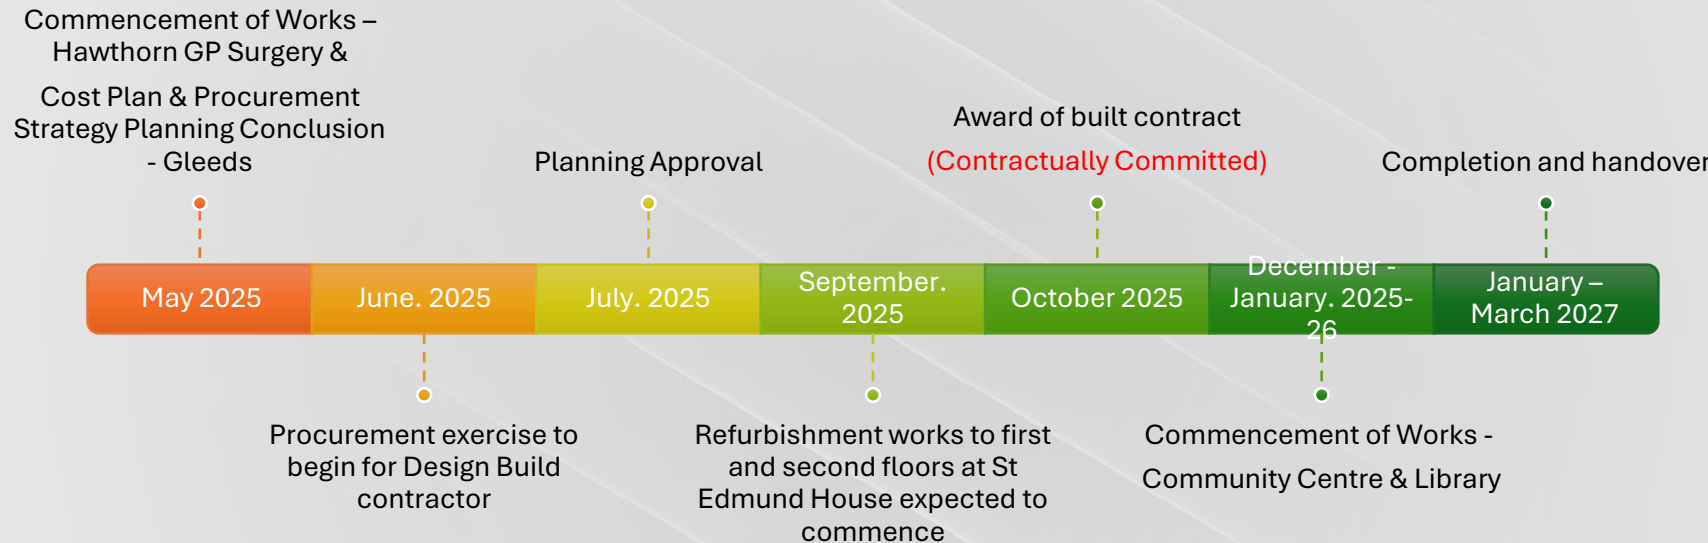 Commencement of Works –
Hawthorn GP Surgery &
Cost Plan & Procurement
Strategy Planning Conclusion
- Gleeds
Planning Approval
Award of built contract
(Contractually Committed)
Completion and handover
May 2025
June. 2025
July. 2025
September.
2025
October 2025
December -
January. 2025-
26
January –
March 2027
Procurement exercise to
begin for Design Build
contractor
Refurbishment works to first
and second floors at St
Edmund House expected to
commence
Commencement of Works -
Community Centre & Library